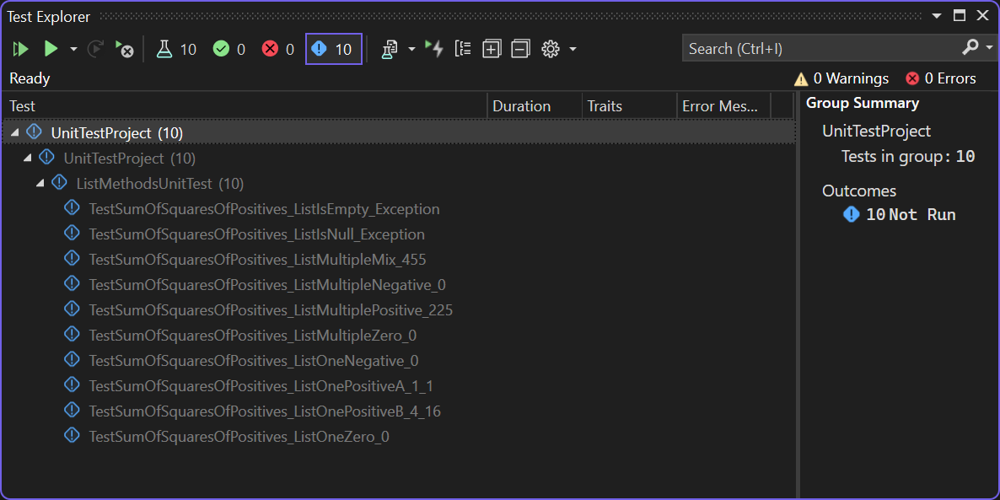 Test Explorer
10 0 0 10
Search (Ctrl+I)
Ready
0 Warnings 0 Errors
Test Duration Traits Error Mes...
UnitTestProject (10)
UnitTestProject (10)
ListMethodsUnitTest (10)
TestSumOfSquaresOfPositives_ListIsEmpty_Exception
TestSumOfSquaresOfPositives_ListIsNull_Exception
TestSumOfSquaresOfPositives_ListMultipleMix_455
TestSumOfSquaresOfPositives_ListMultipleNegative_0
TestSumOfSquaresOfPositives_ListMultiplePositive_225
TestSumOfSquaresOfPositives_ListMultipleZero_0
TestSumOfSquaresOfPositives_ListOneNegative_0
TestSumOfSquaresOfPositives_ListOnePositiveA_1_1
TestSumOfSquaresOfPositives_ListOnePositiveB_4_16
TestSumOfSquaresOfPositives_ListOneZero_0
Group Summary
UnitTestProject
Tests in group: 10
Outcomes
10 Not Run